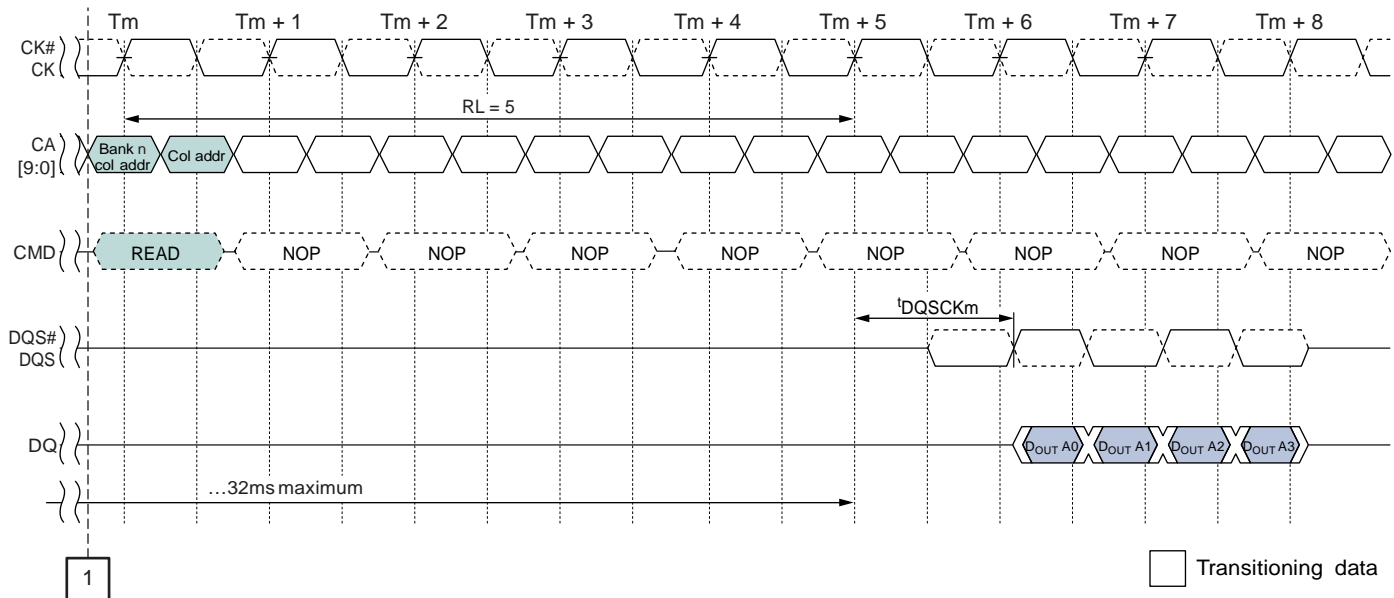 Tm Tm + 1 Tm + 2 Tm + 3 Tm + 4 Tm + 5 Tm + 6 Tm + 7 Tm + 8
CK#
CK
RL = 5
CA
[9:0]
Bank n
col addr
Col addr
CMD
READ NOP NOP NOP NOP NOP NOP NOP NOP
tDQSCKm
DQS#
DQS
DQ
DOUT A0 DOUT A1 DOUT A2 DOUT A3
...32ms maximum
1
Transitioning data